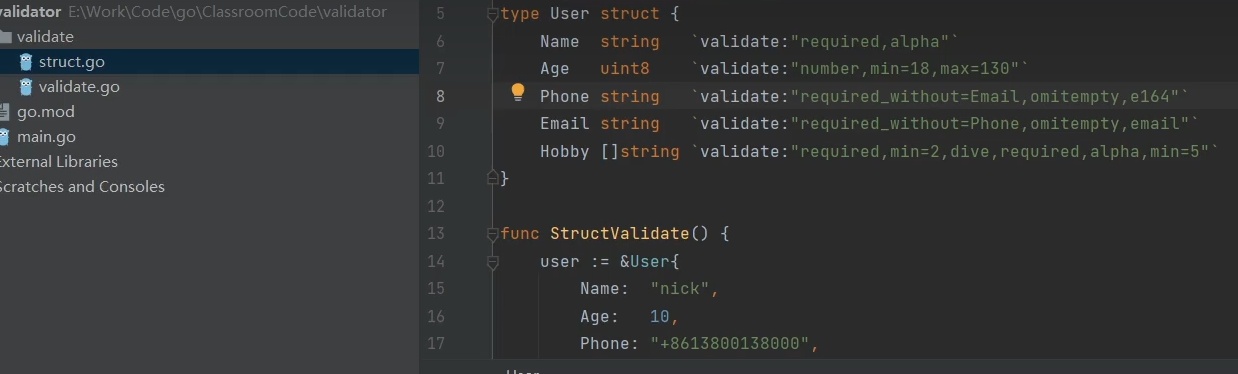 validator E:\Work\Code\go\ClassroomCode\validator
validate
struct.go
validate.go
go.mod
main.go
External Libraries
Scratches and Consoles
5 type User struct {
6 Name string `validate:"required,alpha"`
7 Age uint8 `validate:"number,min=18,max=130"`
8 Phone string `validate:"required_without=Email,omitempty,e164"`
9 Email string `validate:"required_without=Phone,omitempty,email"`
10 Hobby []string `validate:"required,min=2,dive,required,alpha,min=5"`
11 }
12
13 func StructValidate() {
14 user := &User{
15 Name: "nick",
16 Age: 10,
17 Phone: "+8613800138000",
User